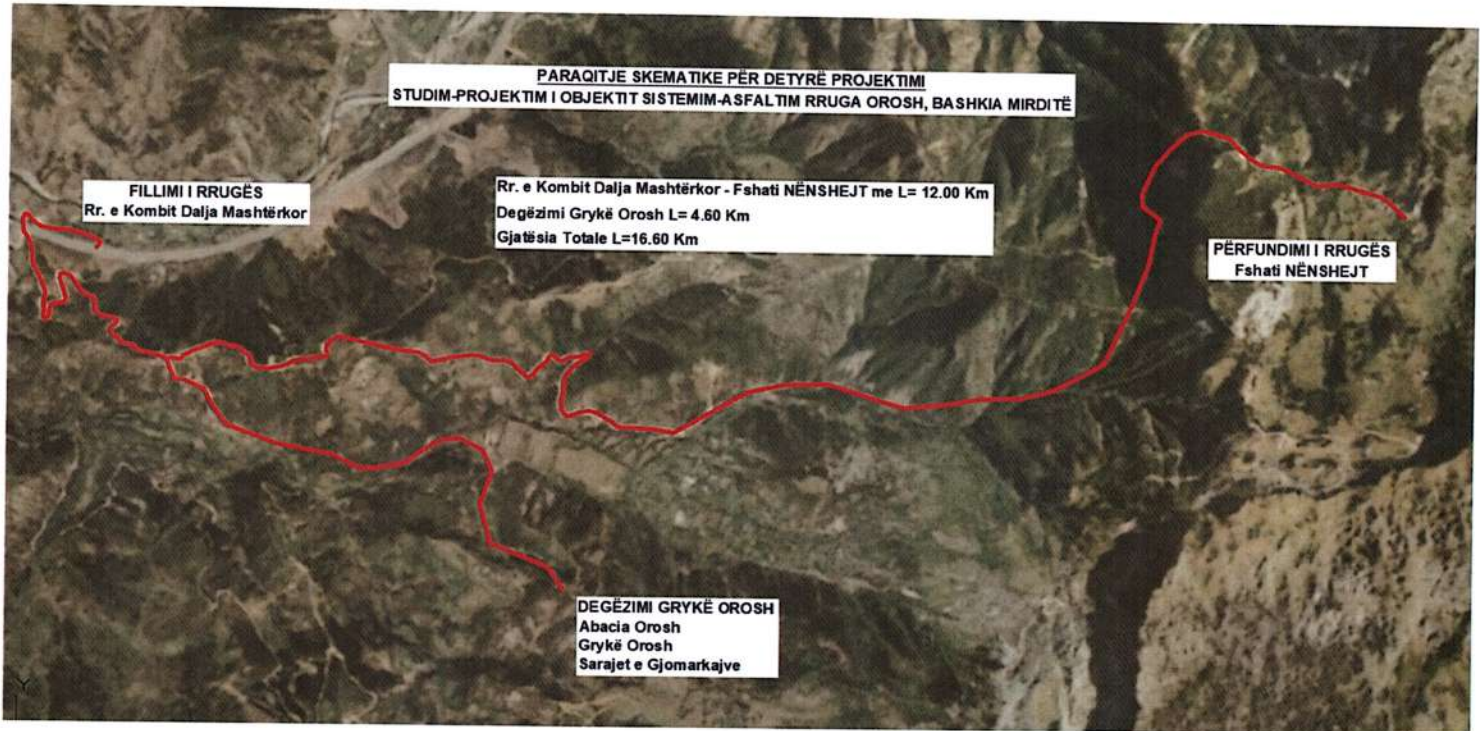 PARAQITJE SKEMATIKE PËR DETYRË PROJEKTIMI
STUDIM-PROJEKTIM I OBJEKTIT SISTEMIM-ASFALTIM RRUGA OROSH, BASHKIA MIRDITË
FILLIMI I RRUGËS
Rr. e Kombit Dalja Mashtërkor
Rr. e Kombit Dalja Mashtërkor - Fshati NËNSHEJT me L= 12.00 Km
Degëzimi Grykë Orosh L= 4.60 Km
Gjatësia Totale L=16.60 Km
PËRFUNDIMI I RRUGËS
Fshati NËNSHEJT
DEGËZIMI GRYKË OROSH
Abacia Orosh
Grykë Orosh
Sarajet e Gjomarkajve
Y